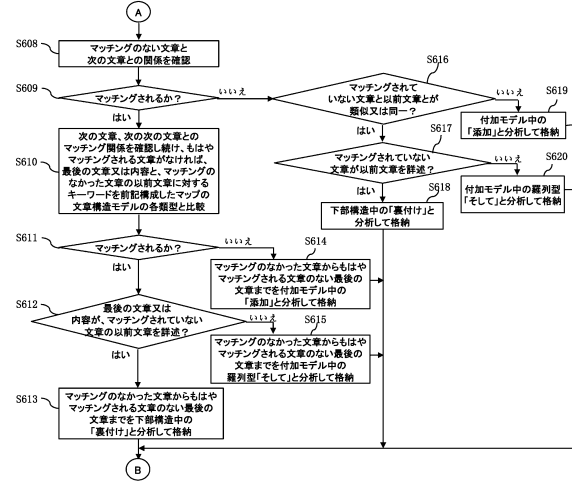 A
S608
マッチングのない文章と
次の文章との関係を確認
S609
マッチングされるか?
いいえ
はい
S610
次の文章、次の次の文章との
マッチング関係を確認し続け、もはや
マッチングされる文章がなければ、
最後の文章又は内容と、マッチングの
なかった文章の以前文章に対する
キーワードを前記構成したマップの
文章構造モデルの各類型と比較
S611
マッチングされるか?
いいえ
はい
S612
最後の文章又は
内容が、マッチングされていない
文章の以前文章を詳述?
いいえ
はい
S613
マッチングのなかった文章からもはや
マッチングされる文章のない最後の
文章までを下部構造中の
「裏付け」と分析して格納
B
S614
マッチングのなかった文章からもはや
マッチングされる文章のない最後の
文章までを付加モデル中の
「添加」と分析して格納
S615
マッチングのなかった文章からもはや
マッチングされる文章のない最後の
文章までを付加モデル中の
羅列型「そして」と分析して格納
S616
マッチングされて
いない文章と以前文章とが
類似又は同一?
いいえ
はい
S617
マッチングされていない
文章が以前文章を詳述?
いいえ
はい
S618
下部構造中の「裏付け」と
分析して格納
S619
付加モデル中の
「添加」と分析して格納
S620
付加モデル中の羅列型
「そして」と分析して格納